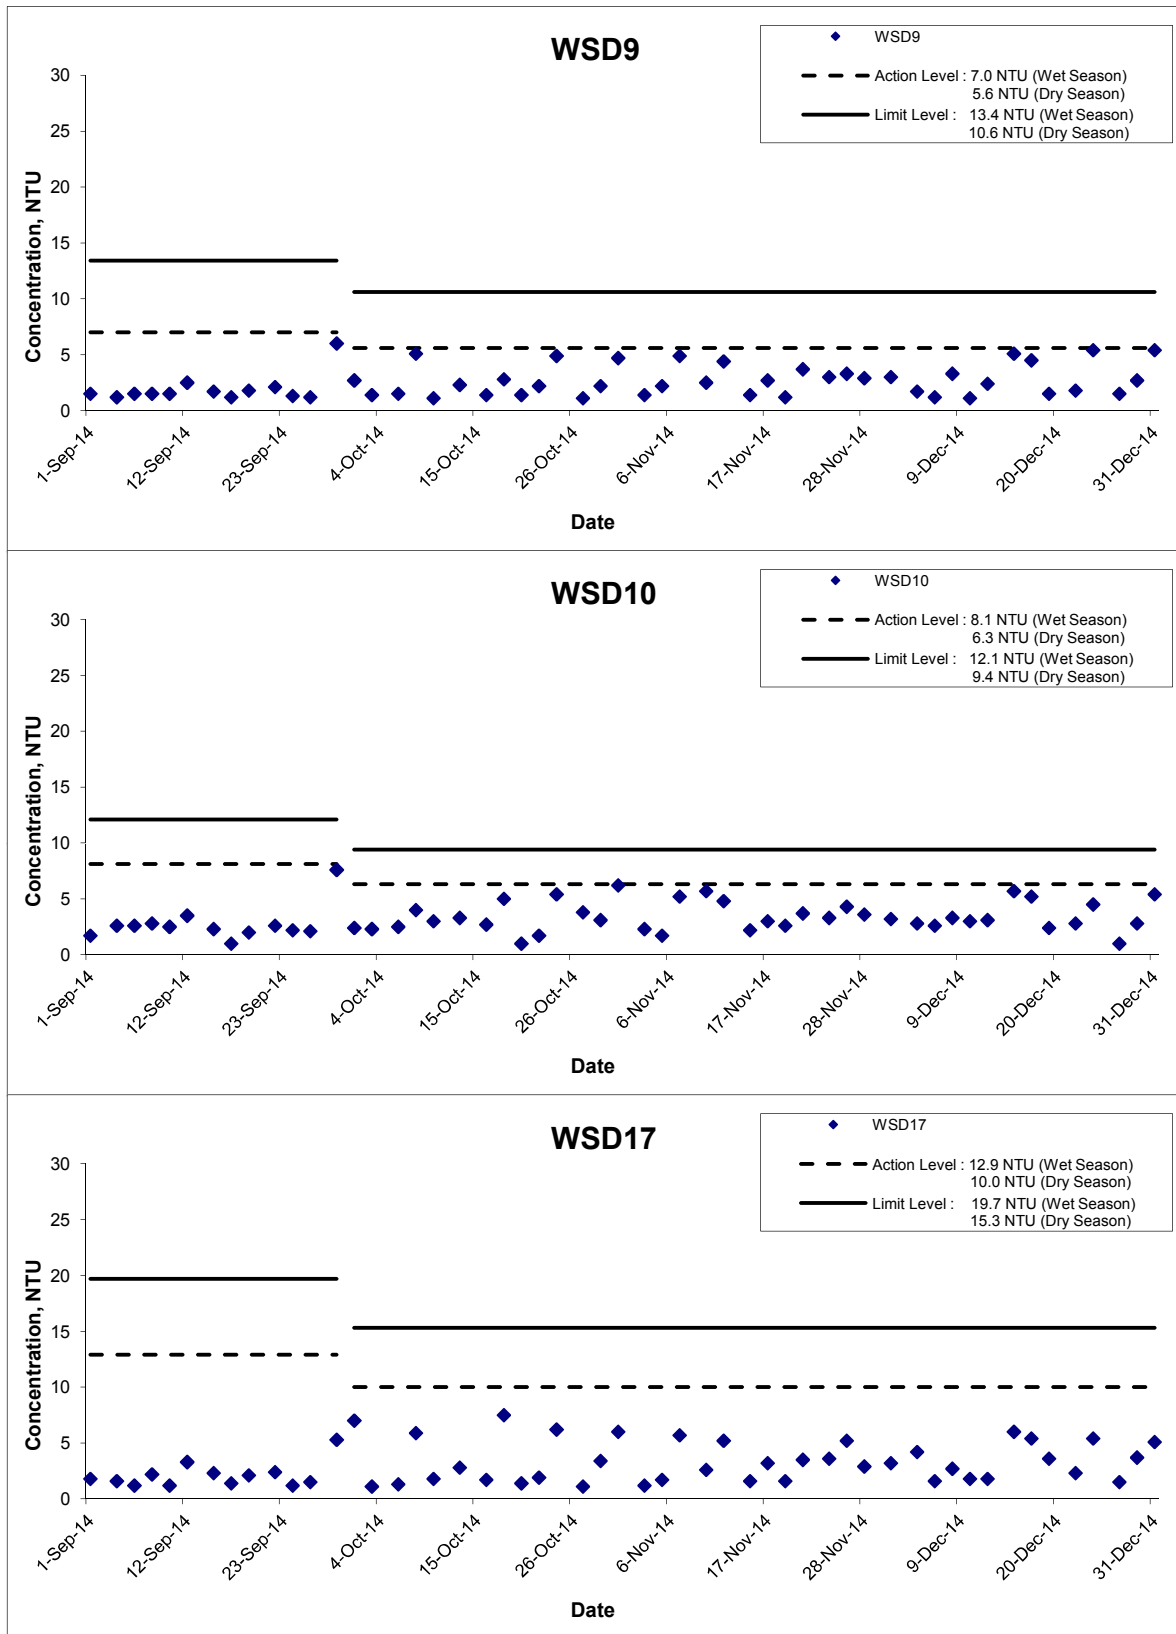 WSD9
WSD9
Action Level : 7.0 NTU (Wet Season)
5.6 NTU (Dry Season)
Limit Level : 13.4 NTU (Wet Season)
10.6 NTU (Dry Season)
Concentration, NTU
30
25
20
15
10
5
0
1-Sep-14
12-Sep-14
23-Sep-14
4-Oct-14
15-Oct-14
26-Oct-14
6-Nov-14
17-Nov-14
28-Nov-14
9-Dec-14
20-Dec-14
31-Dec-14
Date
WSD10
WSD10
Action Level : 8.1 NTU (Wet Season)
6.3 NTU (Dry Season)
Limit Level : 12.1 NTU (Wet Season)
9.4 NTU (Dry Season)
Concentration, NTU
30
25
20
15
10
5
0
1-Sep-14
12-Sep-14
23-Sep-14
4-Oct-14
15-Oct-14
26-Oct-14
6-Nov-14
17-Nov-14
28-Nov-14
9-Dec-14
20-Dec-14
31-Dec-14
Date
WSD17
WSD17
Action Level : 12.9 NTU (Wet Season)
10.0 NTU (Dry Season)
Limit Level : 19.7 NTU (Wet Season)
15.3 NTU (Dry Season)
Concentration, NTU
30
25
20
15
10
5
0
1-Sep-14
12-Sep-14
23-Sep-14
4-Oct-14
15-Oct-14
26-Oct-14
6-Nov-14
17-Nov-14
28-Nov-14
9-Dec-14
20-Dec-14
31-Dec-14
Date